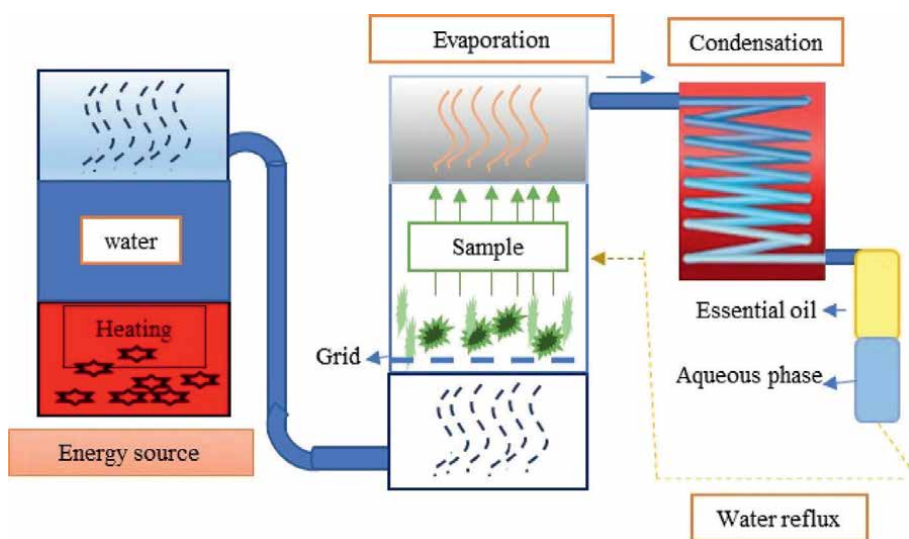 Evaporation
Condensation
water
Sample
Heating
Grid
Essential oil
Aqueous phase
Energy source
Water reflux